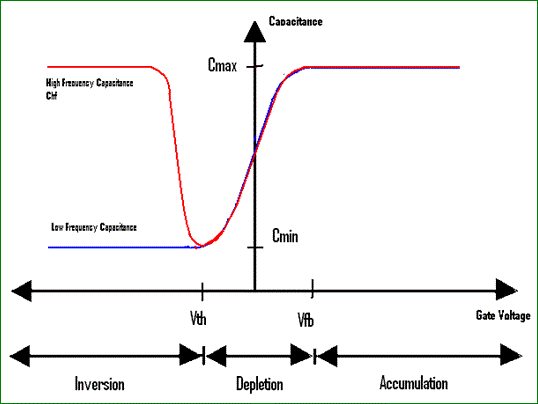 Capacitance
Cmax
High Frequency Capacitance
Chf
Low Frequency Capacitance
Cmin
Vth
Vfb
Gate Voltage
Inversion
Depletion
Accumulation